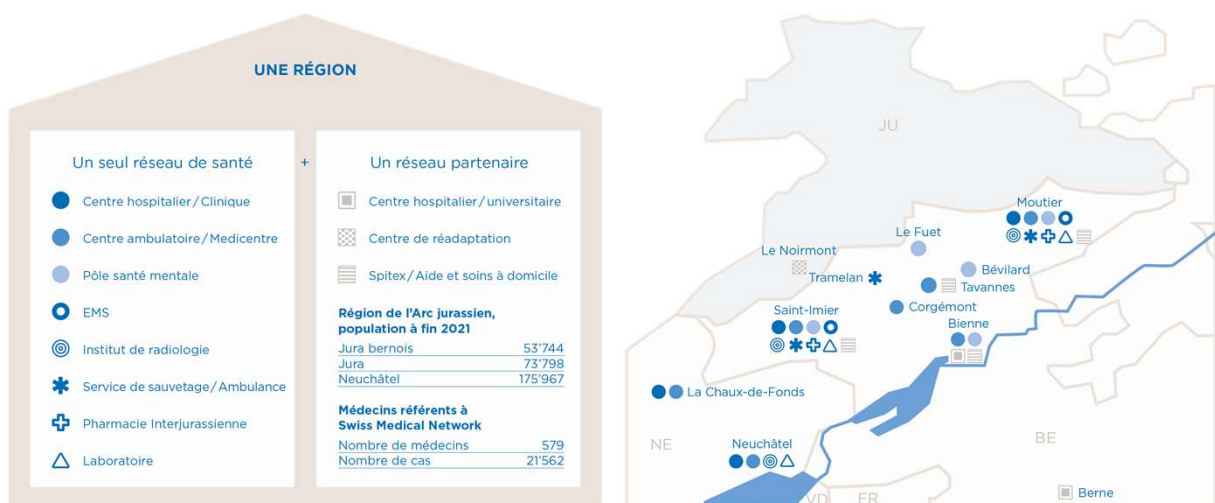 UNE RÉGION
Un seul réseau de santé
+
Un réseau partenaire
Centre hospitalier/Clinique
Centre ambulatoire/Medicentre
Pôle santé mentale
EMS
Institut de radiologie
Service de sauvetage/Ambulance
Pharmacie Interjurassienne
Laboratoire
Centre hospitalier/universitaire
Centre de réadaptation
Spitex/Aide et soins à domicile
Région de l'Arc jurassien,
population à fin 2021
Jura bernois 53'744
Jura 73'798
Neuchâtel 175'967
Médecins référents à
Swiss Medical Network
Nombre de médecins 579
Nombre de cas 21'562
JU
Moutier
Le Fuet
Le Noirmont
Bévilard
Tramelan
Tavannes
Corgémont
Saint-Imier
Bienne
La Chaux-de-Fonds
NE
Neuchâtel
BE
VD
FR
Berne